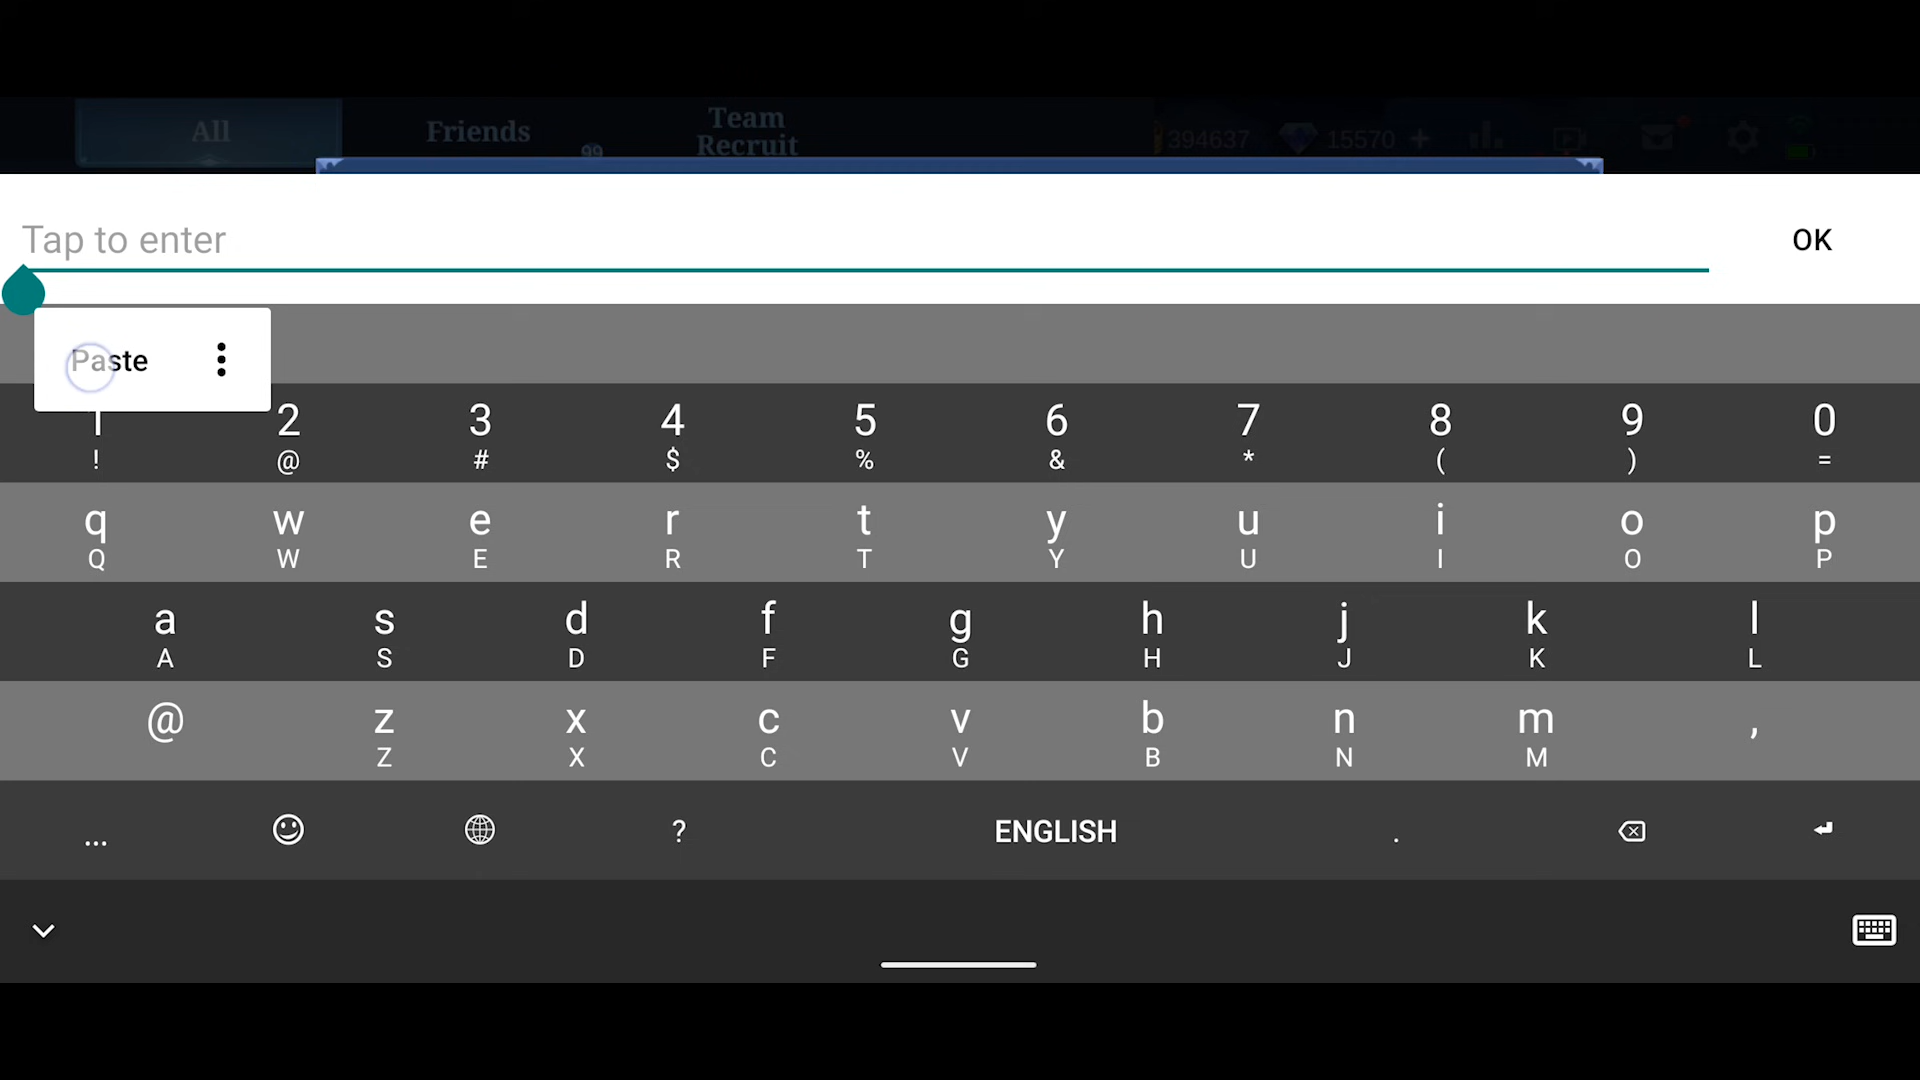 All
Friends
99
Team
Recruit
394637
15570 +
Tap to enter
OK
Paste
1 2 3 4 5 6 7 8 9 0
! @ # $ % & * ( ) =
q w e r t y u i o p
Q W E R T Y U I O P
a s d f g h j k l
A S D F G H J K L
@ z x c v b n m ,
Z X C V B N M
... ? ENGLISH .